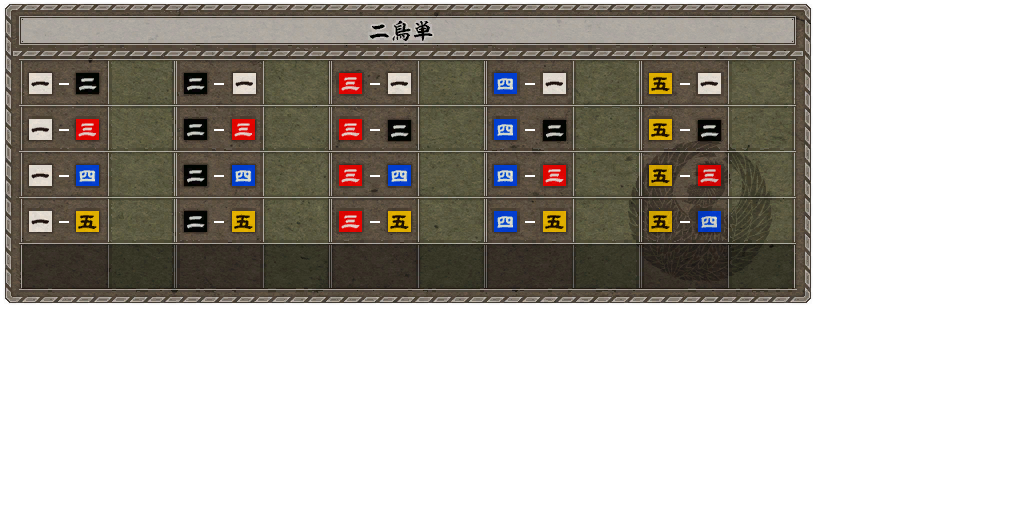 二鳥単
一 - 二 二 - 一 三 - 一 四 - 一 五 - 一
一 - 三 二 - 三 三 - 二 四 - 二 五 - 二
一 - 四 二 - 四 三 - 四 四 - 三 五 - 三
一 - 五 二 - 五 三 - 五 四 - 五 五 - 四